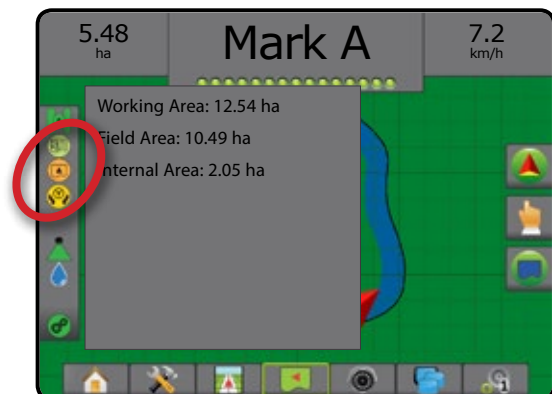 5.48
ha
Mark A
7.2
km/h
Working Area: 12.54 ha
Field Area: 10.49 ha
Internal Area: 2.05 ha
1